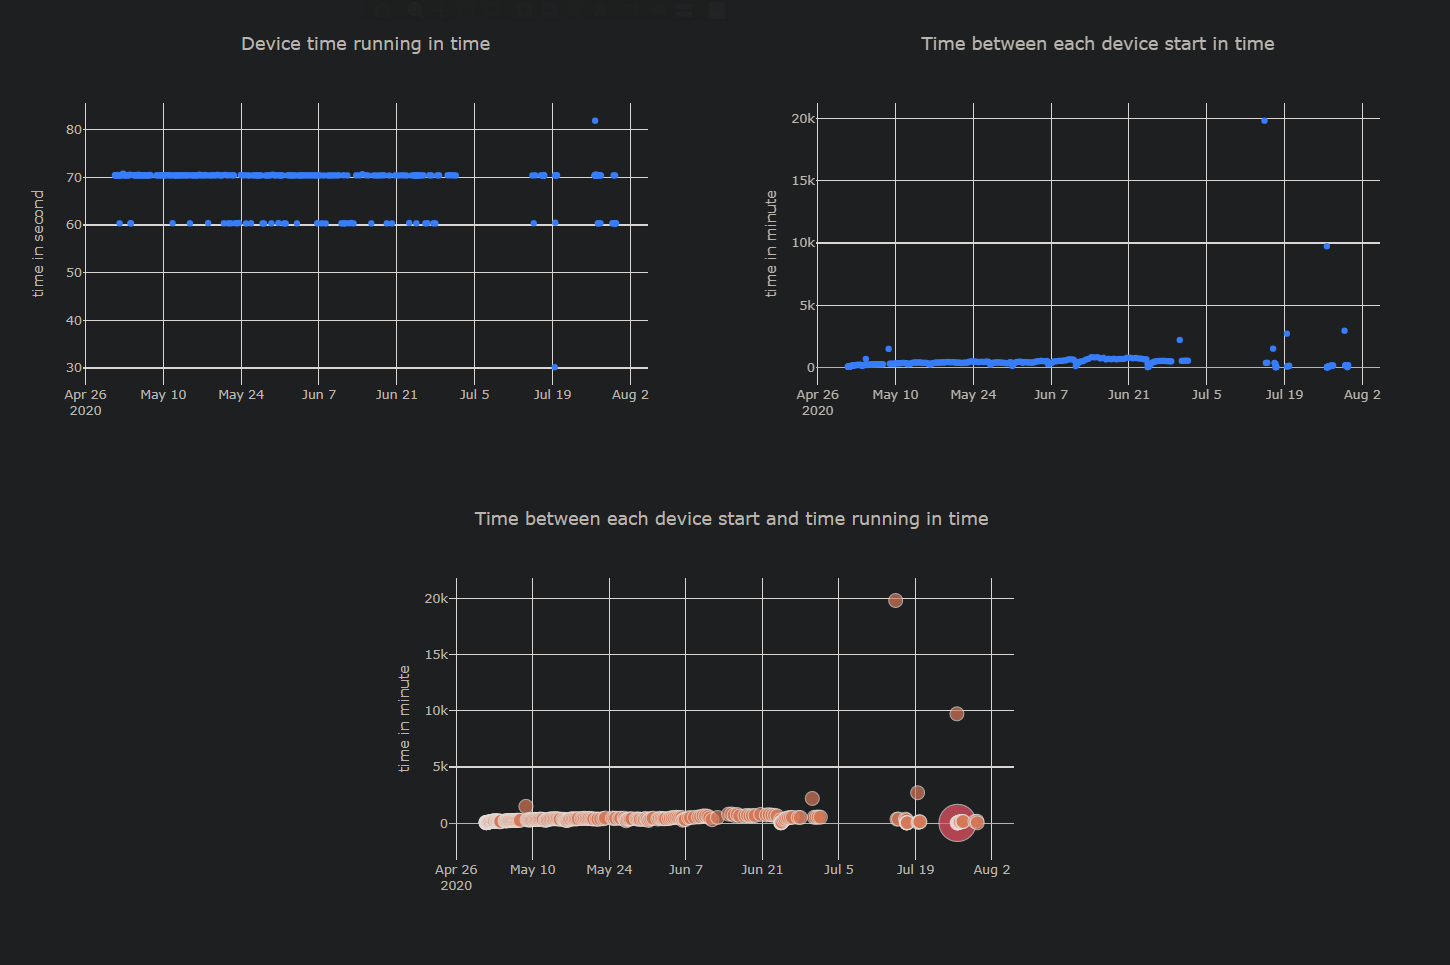 Device time running in time
time in second
80
70
60
50
40
30
Apr 26
2020
May 10
May 24
Jun 7
Jun 21
Jul 5
Jul 19
Aug 2
Time between each device start in time
time in minute
20k
15k
10k
5k
0
Apr 26
2020
May 10
May 24
Jun 7
Jun 21
Jul 5
Jul 19
Aug 2
Time between each device start and time running in time
time in minute
20k
15k
10k
5k
0
Apr 26
2020
May 10
May 24
Jun 7
Jun 21
Jul 5
Jul 19
Aug 2